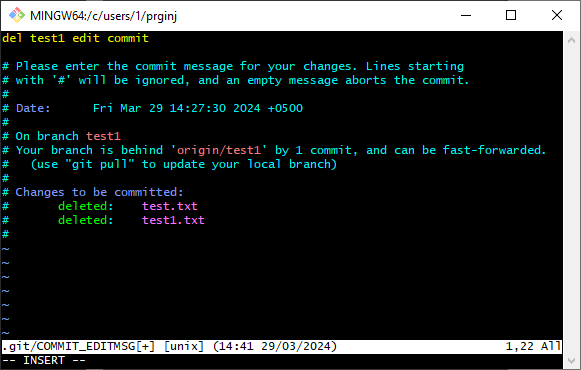 MINGW64:/c/users/1/prginj
del test1 edit commit
# Please enter the commit message for your changes. Lines starting
# with '#' will be ignored, and an empty message aborts the commit.
#
# Date:      Fri Mar 29 14:27:30 2024 +0500
#
# On branch test1
# Your branch is behind 'origin/test1' by 1 commit, and can be fast-forwarded.
#   (use "git pull" to update your local branch)
#
# Changes to be committed:
#       deleted:    test.txt
#       deleted:    test1.txt
#
~
~
~
~
~
~
~
.git/COMMIT_EDITMSG[+] [unix] (14:41 29/03/2024) 1,22 All
-- INSERT --